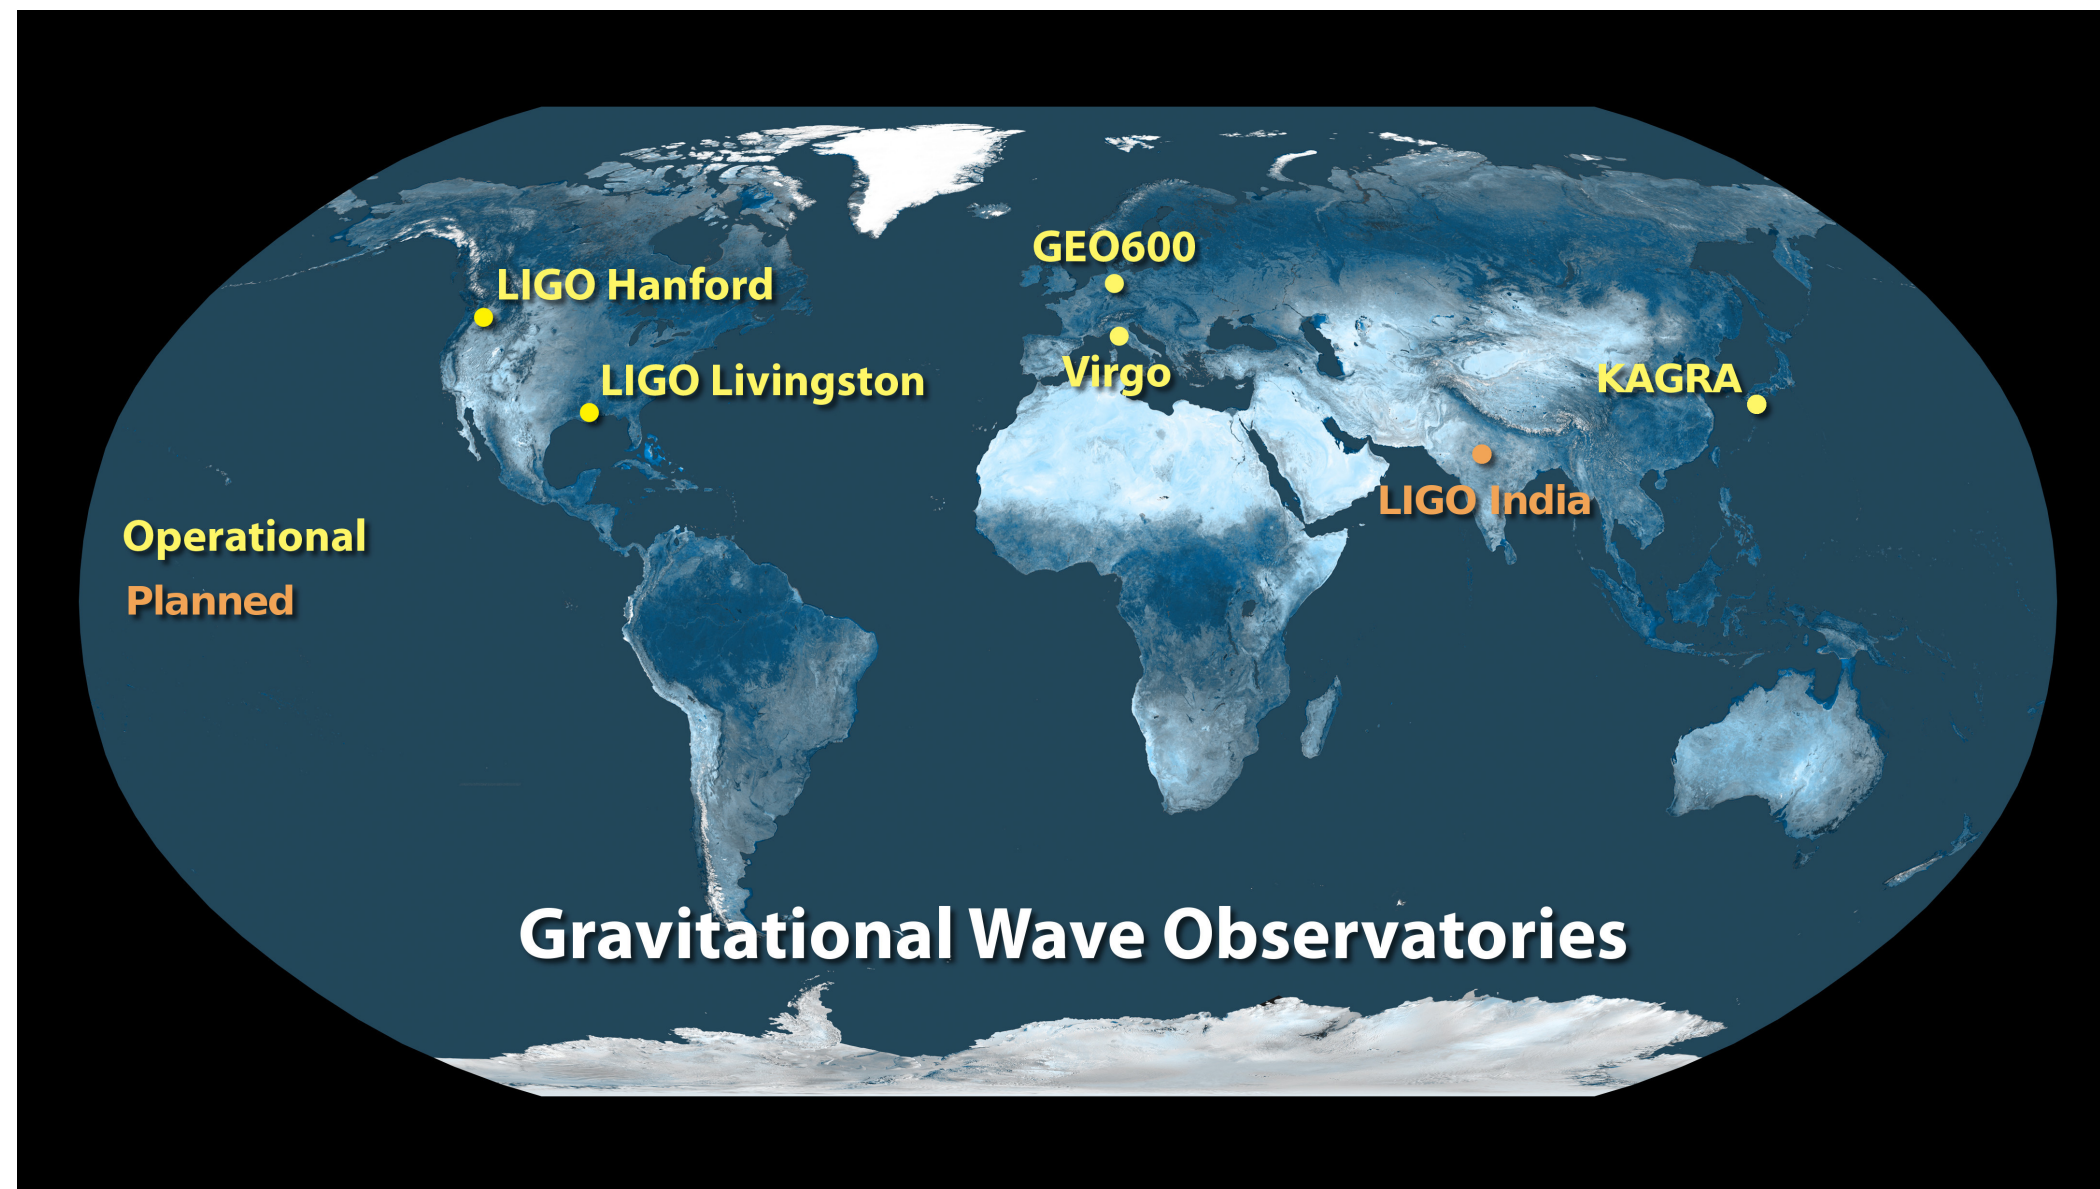 GEO600
LIGO Hanford
LIGO Livingston
Virgo
KAGRA
LIGO India
Operational
Planned
Gravitational Wave Observatories